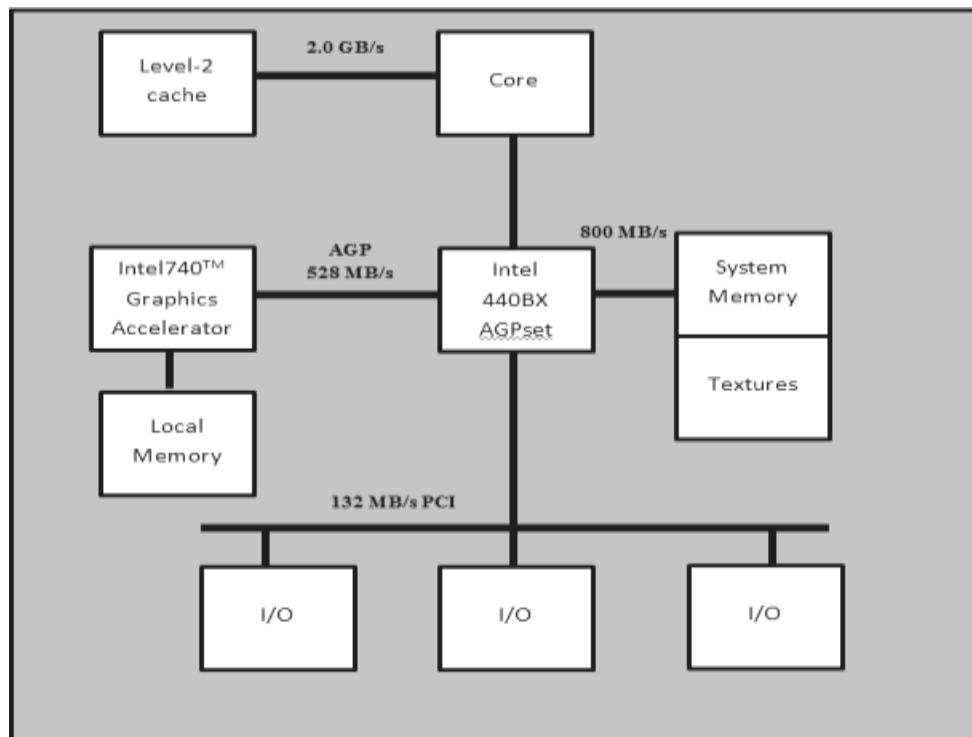 2.0 GB/s
Level-2
cache
Core
800 MB/s
AGP
528 MB/s
Intel740™
Graphics
Accelerator
Intel
440BX
AGPset
System
Memory
Textures
Local
Memory
132 MB/s PCI
I/O
I/O
I/O